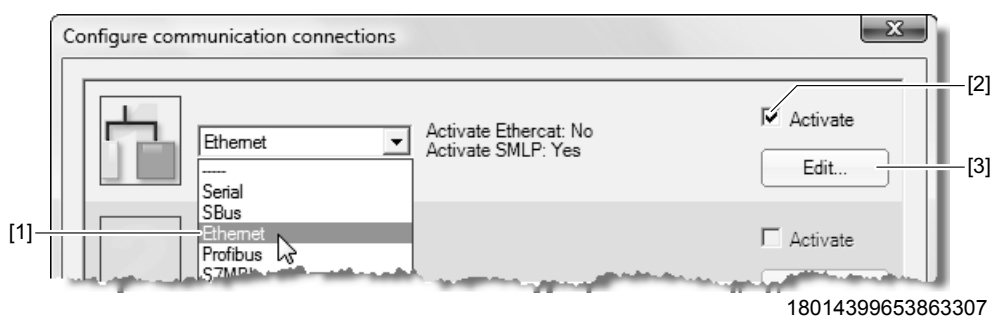 Configure communication connections
[2]
Activate
Ethernet
Activate Ethercat: No
Activate SMLP: Yes
Edit...
[3]
-----
Serial
SBus
[1]
Ethernet
Activate
Profibus
18014399653863307